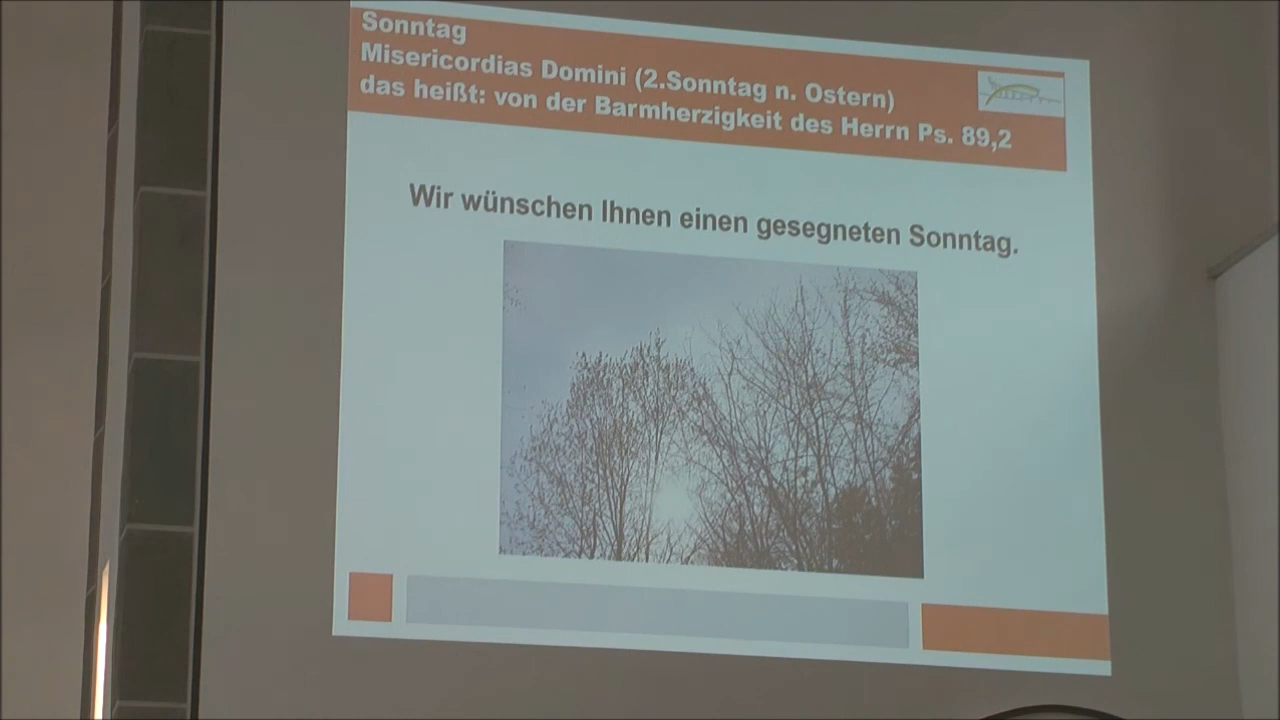 Sonntag
Misericordias Domini (2.Sonntag n. Ostern)
das heißt: von der Barmherzigkeit des Herrn Ps. 89,2
Wir wünschen Ihnen einen gesegneten Sonntag.